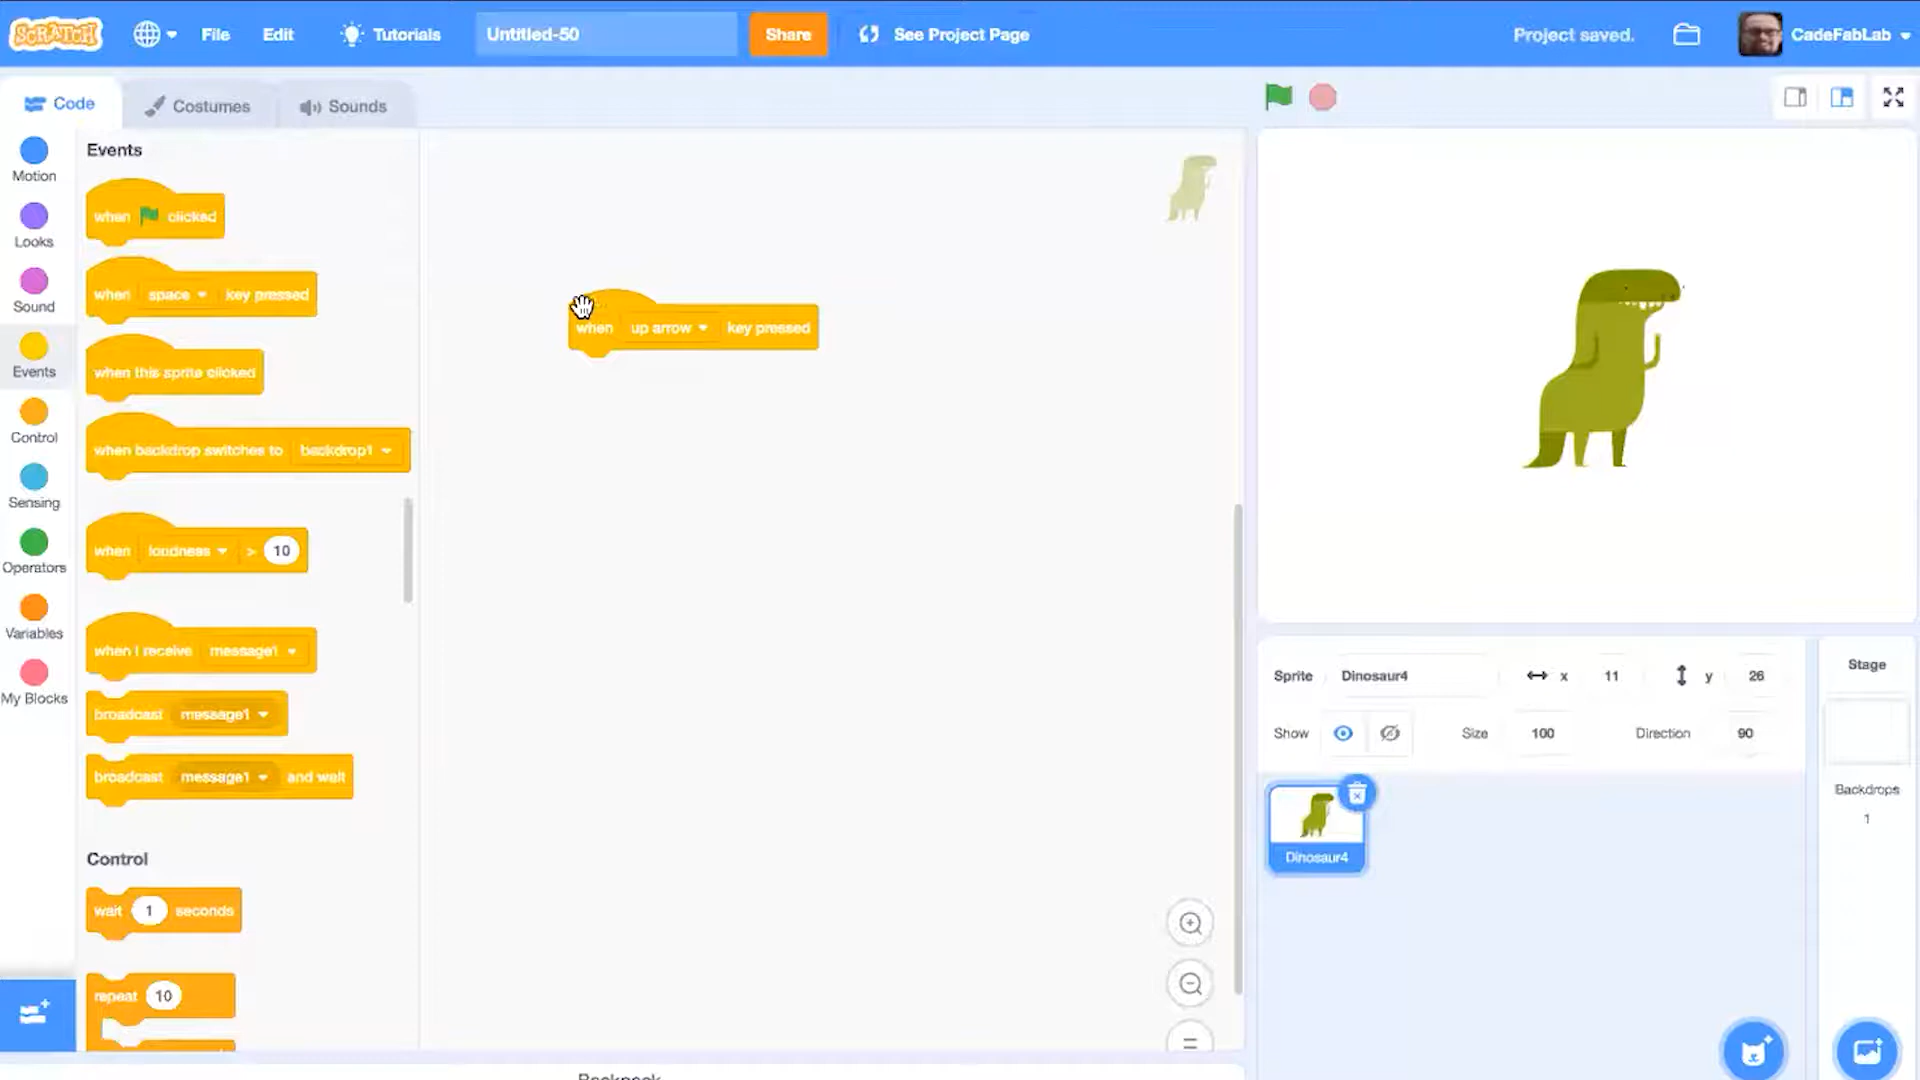 SCRATCH File Edit Tutorials Untitled-50 Share See Project Page Project saved. CadeFabLab
Code Costumes Sounds
Motion
Looks
Sound
Events
Control
Sensing
Operators
Variables
My Blocks
Events
when clicked
when space key pressed
when this sprite clicked
when backdrop switches to backdrop1
when loudness > 10
when I receive message1
broadcast message1
broadcast message1 and wait
Control
wait 1 seconds
repeat 10
when up arrow key pressed
Sprite Dinosaur4 x 11 y 26
Show Size 100 Direction 90
Dinosaur4
Stage
Backdrops
1
Backpack